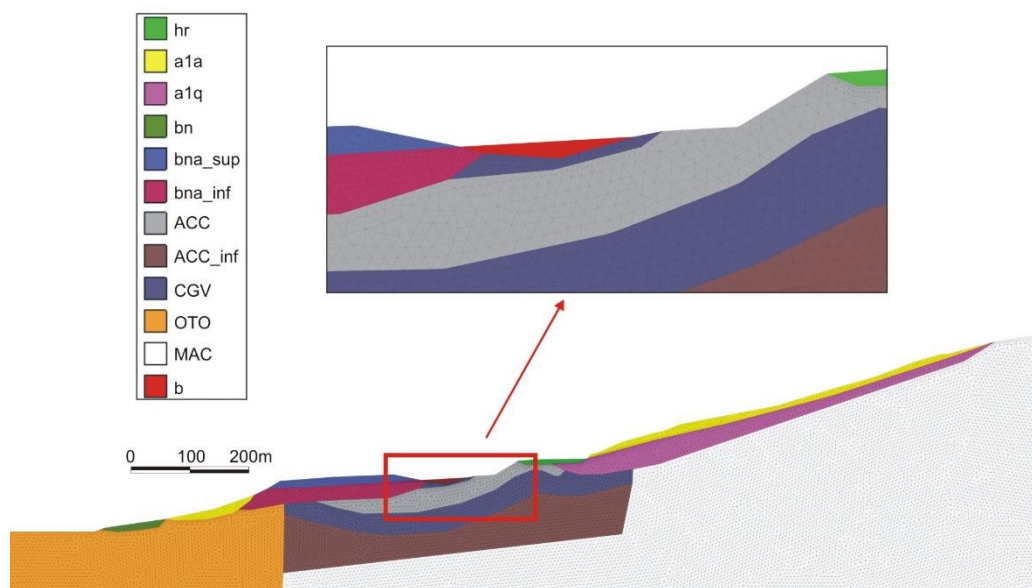 hr
a1a
a1q
bn
bna_sup
bna_inf
ACC
ACC_inf
CGV
OTO
MAC
b
0 100 200m